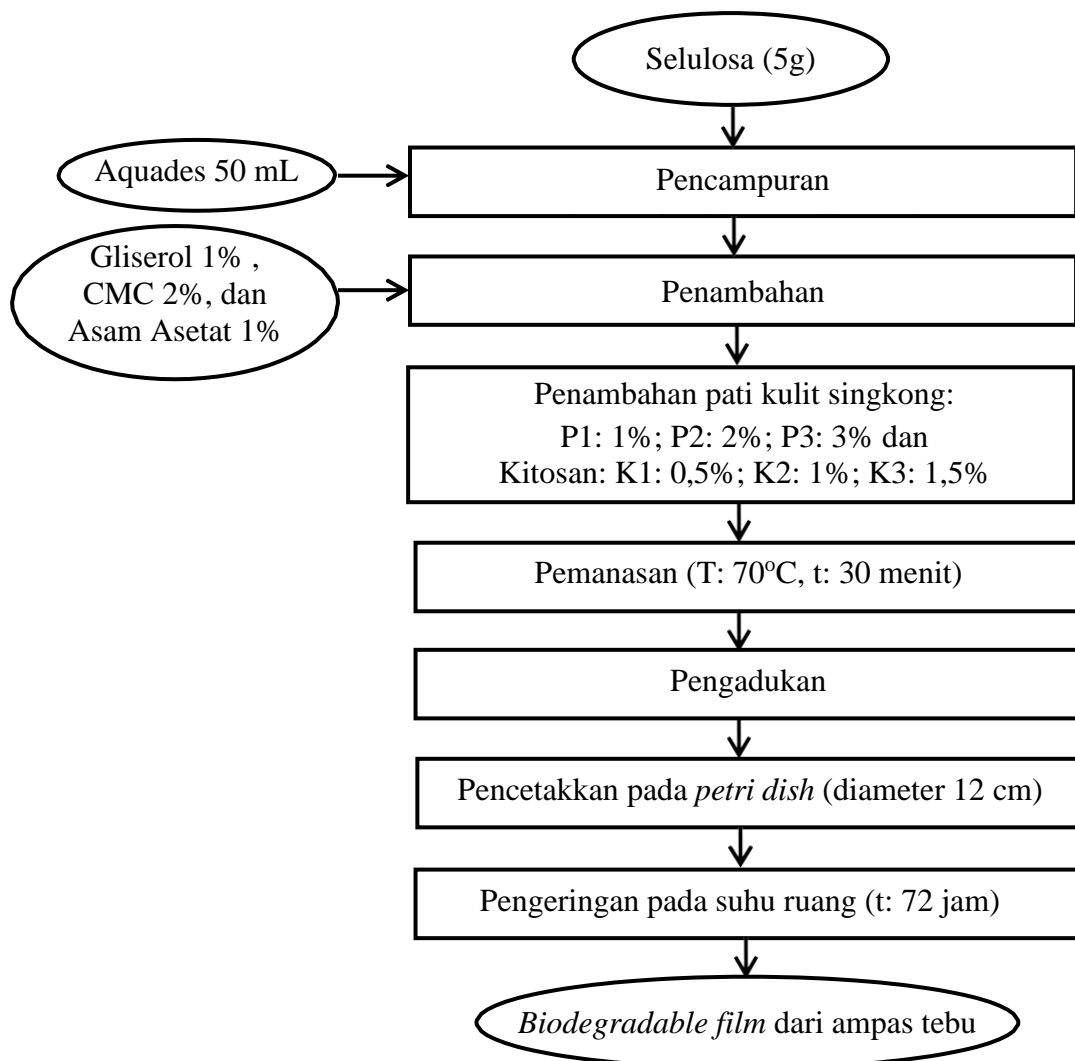 Selulosa (5g)
Aquades 50 mL
Pencampuran
Gliserol 1% ,
CMC 2%, dan
Asam Asetat 1%
Penambahan
Penambahan pati kulit singkong:
P1: 1%; P2: 2%; P3: 3% dan
Kitosan: K1: 0,5%; K2: 1%; K3: 1,5%
Pemanasan (T: 70°C, t: 30 menit)
Pengadukan
Pencetakkan pada petri dish (diameter 12 cm)
Pengeringan pada suhu ruang (t: 72 jam)
Biodegradable film dari ampas tebu